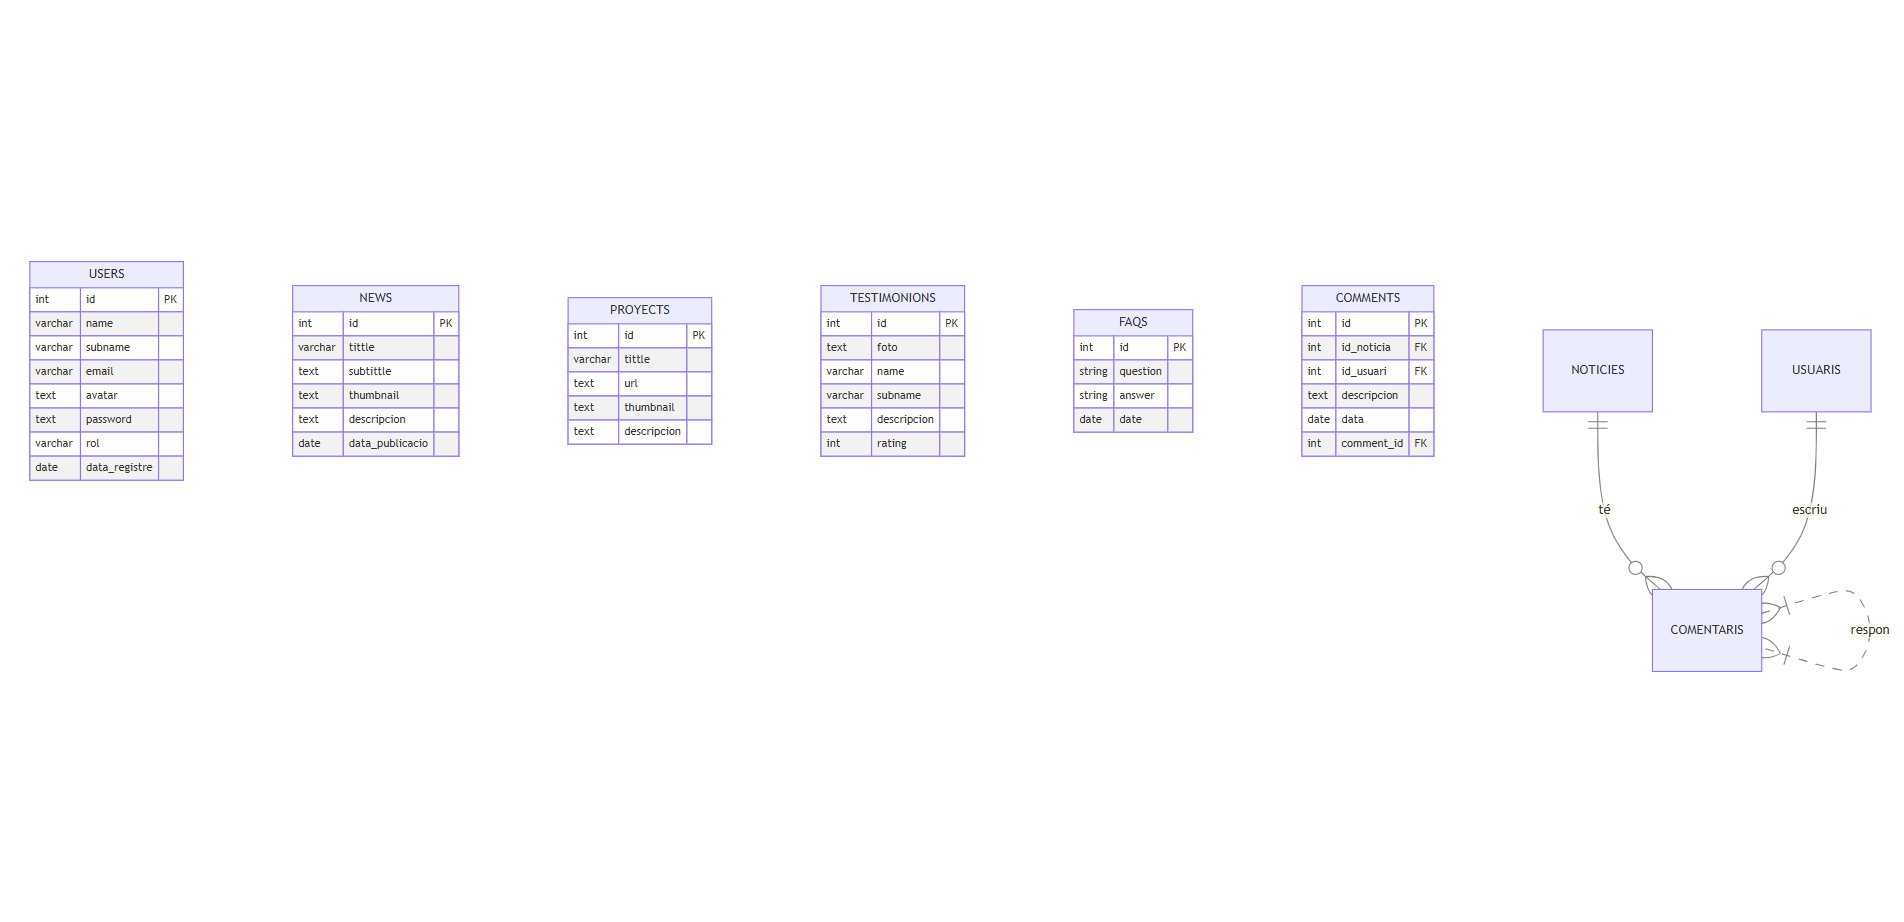 USERS
int id PK
varchar name
varchar subname
varchar email
text avatar
text password
varchar rol
date data_registre
NEWS
int id PK
varchar tittle
text subtittle
text thumbnail
text descripcion
date data_publicacio
PROYECTS
int id PK
varchar tittle
text url
text thumbnail
text descripcion
TESTIMONIONS
int id PK
text foto
varchar name
varchar subname
text descripcion
int rating
FAQS
int id PK
string question
string answer
date date
COMMENTS
int id PK
int id_noticia FK
int id_usuari FK
text descripcion
date data
int comment_id FK
NOTICIES
USUARIS
té
escriu
COMENTARIS
respon